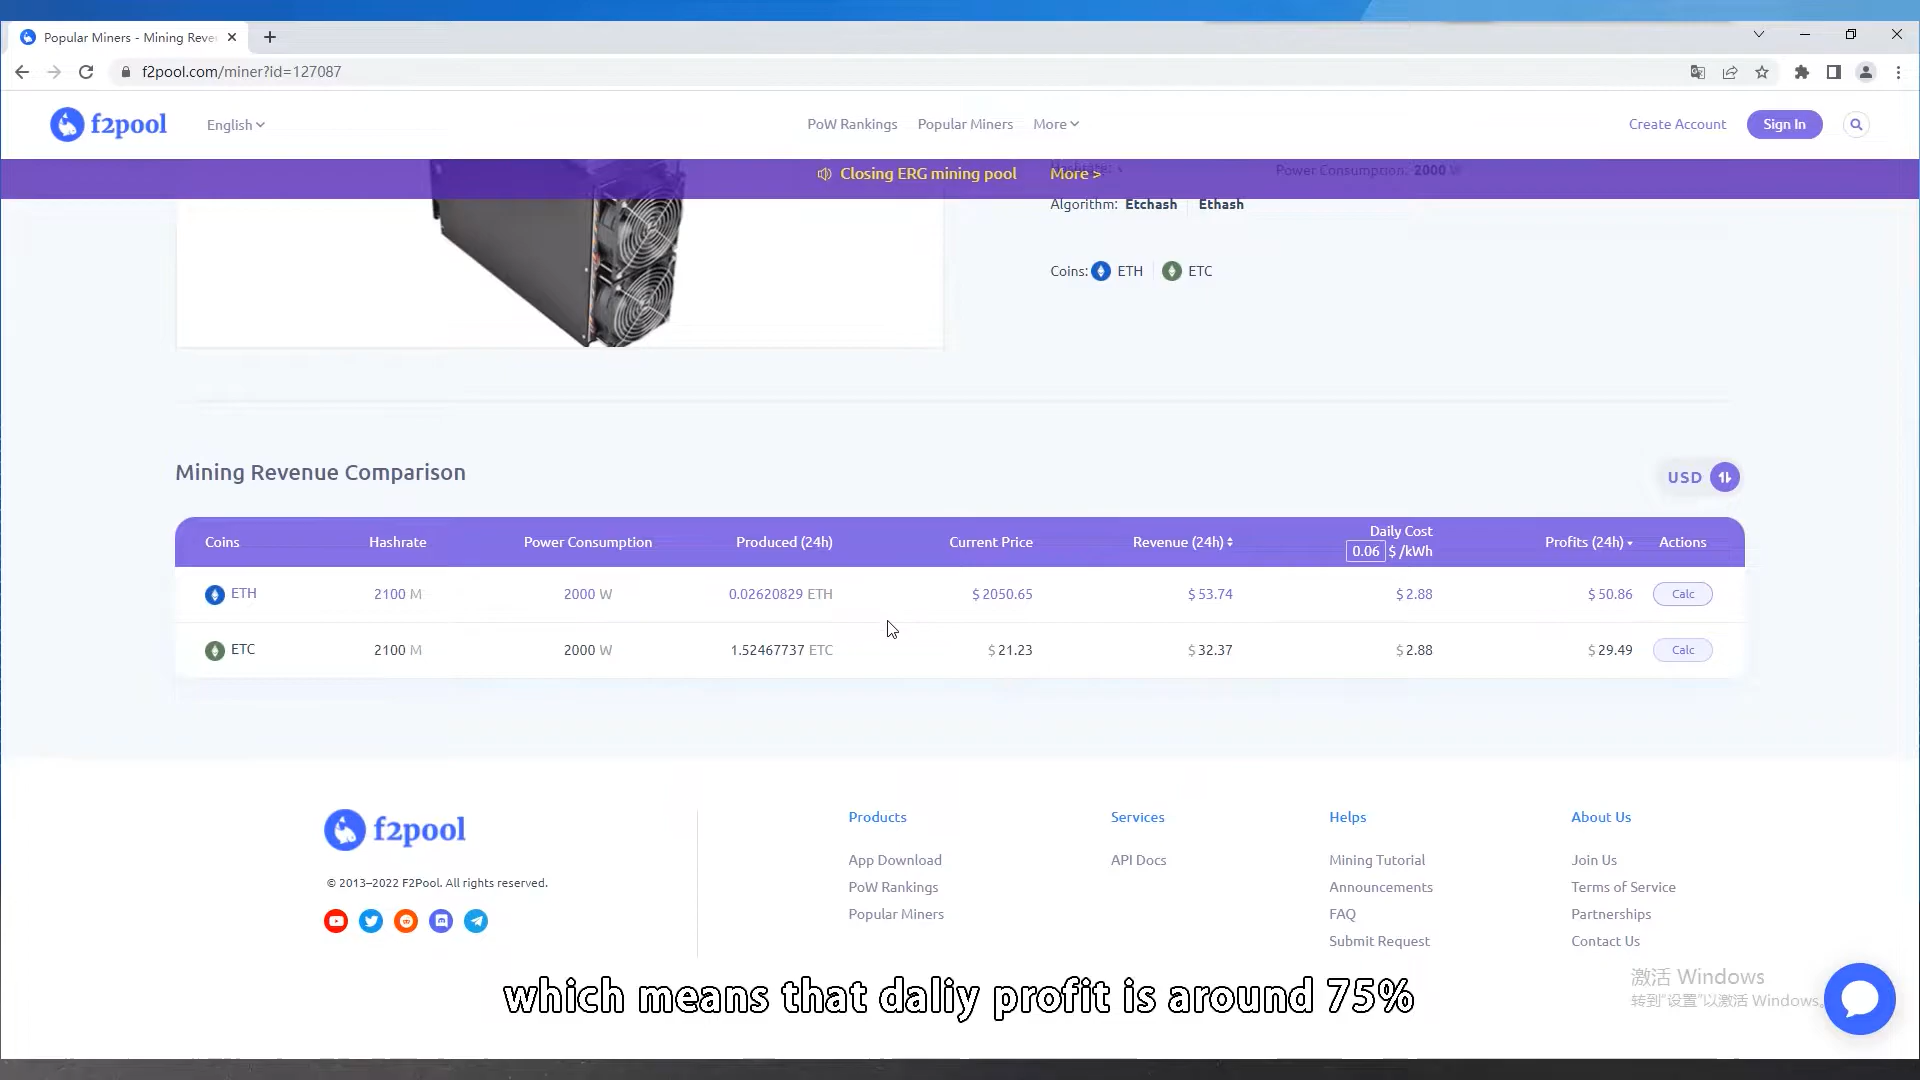 Popular Miners - Mining Reve
f2pool.com/miner?id=127087
f2pool
English
PoW Rankings
Popular Miners
More
Create Account
Sign In
Closing ERG mining pool
More >
Power Consumption: 2000 W
Algorithm: Etchash Ethash
Coins: ETH ETC
Mining Revenue Comparison
USD
Coins Hashrate Power Consumption Produced (24h) Current Price Revenue (24h) Daily Cost 0.06 $ /kWh Profits (24h) Actions
ETH 2100 M 2000 W 0.02620829 ETH $ 2050.65 $ 53.74 $ 2.88 $ 50.86 Calc
ETC 2100 M 2000 W 1.52467737 ETC $ 21.23 $ 32.37 $ 2.88 $ 29.49 Calc
f2pool
© 2013–2022 F2Pool. All rights reserved.
Products
App Download
PoW Rankings
Popular Miners
Services
API Docs
Helps
Mining Tutorial
Announcements
FAQ
Submit Request
About Us
Join Us
Terms of Service
Partnerships
Contact Us
which means that daliy profit is around 75%
激活 Windows
转到"设置"以激活 Windows。